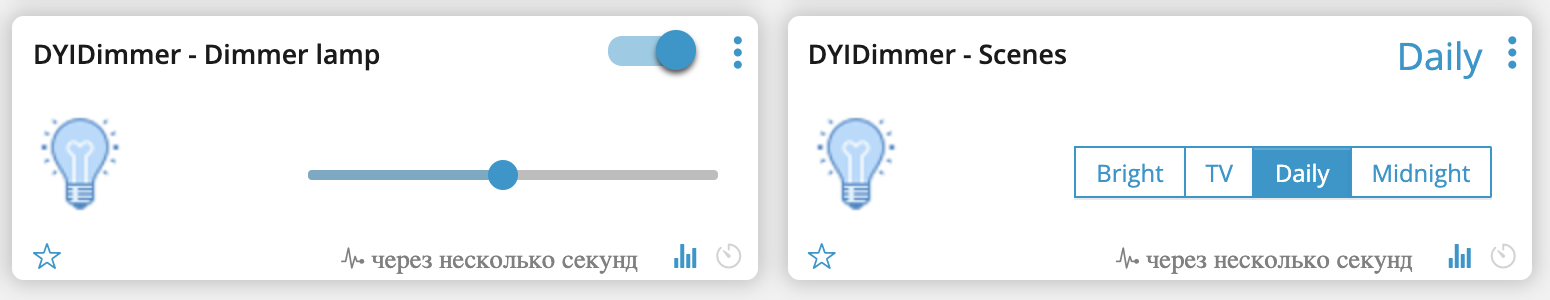 DYIDimmer - Dimmer lamp
через несколько секунд
DYIDimmer - Scenes
Daily
Bright TV Daily Midnight
через несколько секунд